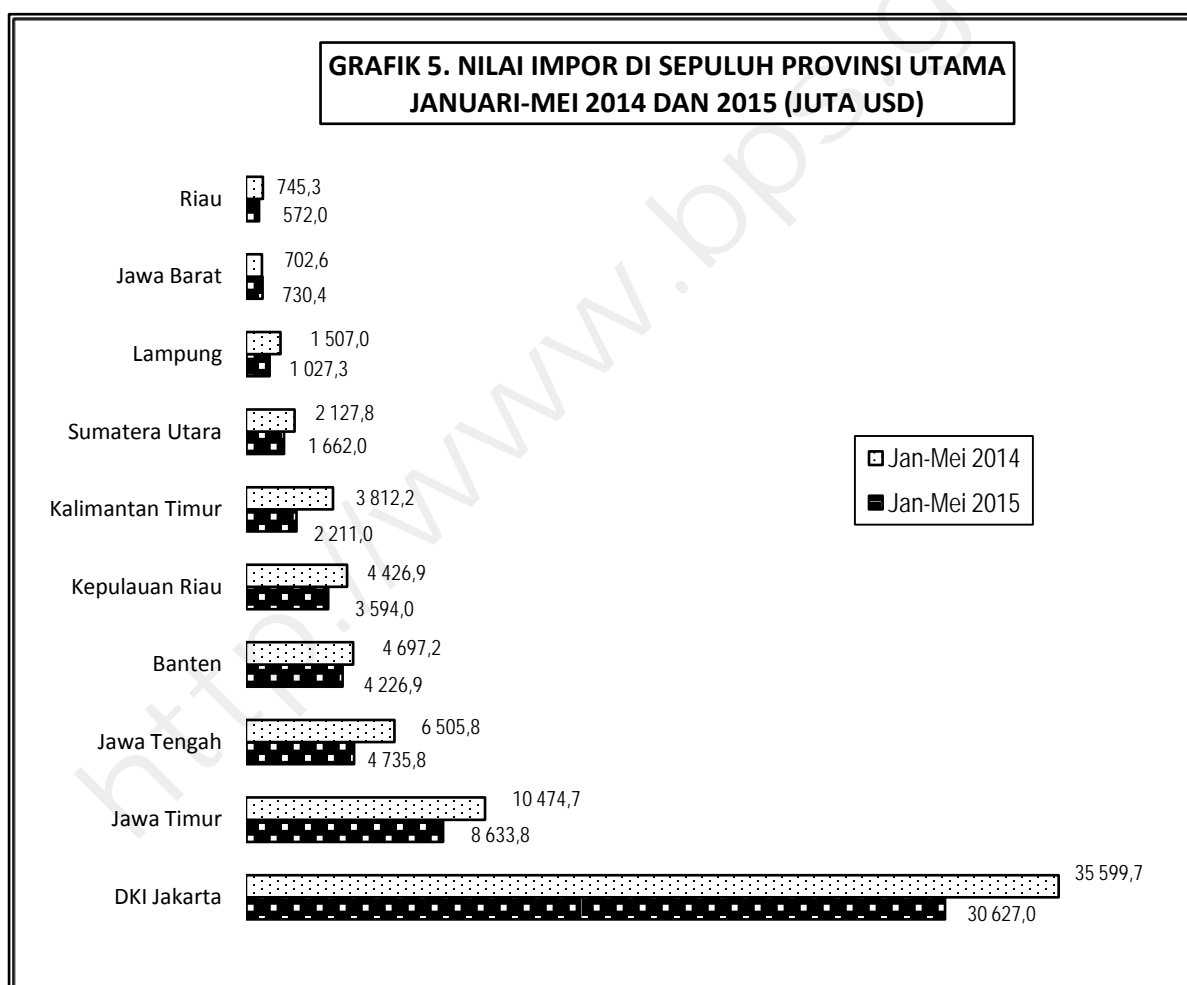 GRAFIK 5. NILAI IMPOR DI SEPULUH PROVINSI UTAMA
JANUARI-MEI 2014 DAN 2015 (JUTA USD)
Riau
745,3
572,0
Jawa Barat
702,6
730,4
Lampung
1 507,0
1 027,3
Sumatera Utara
2 127,8
1 662,0
Kalimantan Timur
3 812,2
2 211,0
Kepulauan Riau
4 426,9
3 594,0
Banten
4 697,2
4 226,9
Jawa Tengah
6 505,8
4 735,8
Jawa Timur
10 474,7
8 633,8
DKI Jakarta
35 599,7
30 627,0
Jan-Mei 2014
Jan-Mei 2015
http://www.bps.g